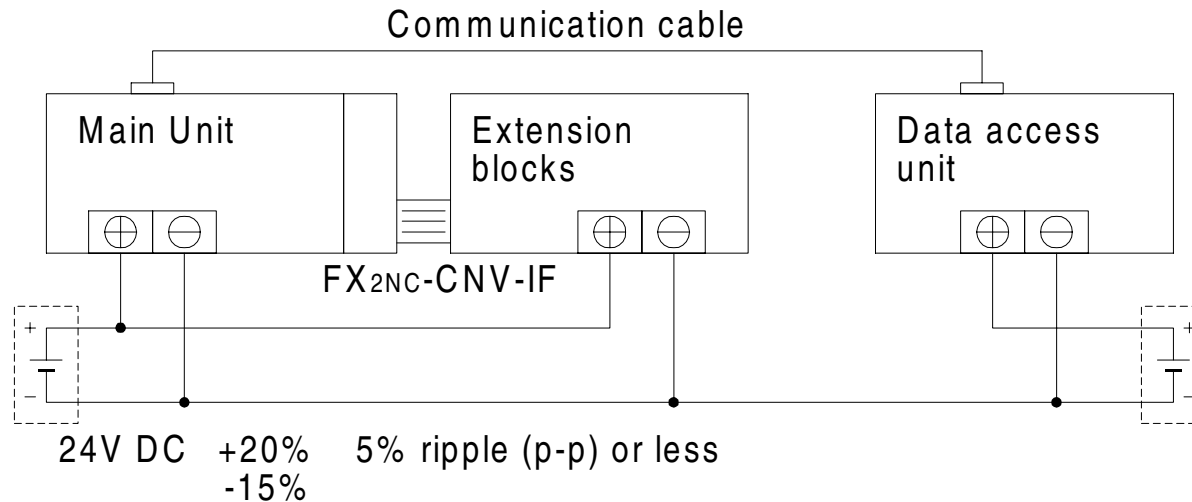 Communication cable
Main Unit
Extension
blocks
Data access
unit
FX2NC-CNV-IF
+
-
+
-
24V DC +20% 5% ripple (p-p) or less
-15%